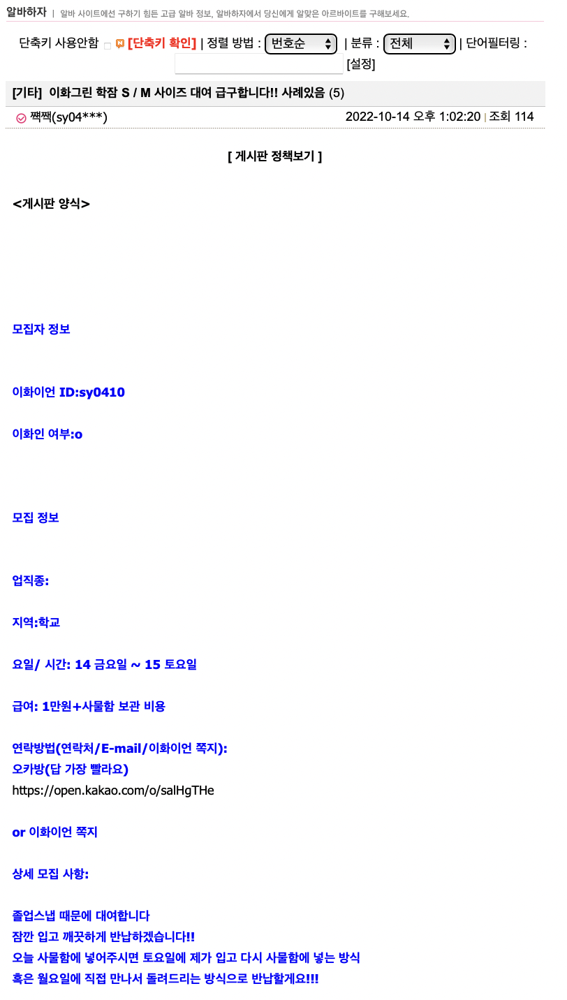 알바하자 | 알바 사이트에선 구하기 힘든 고급 알바 정보, 알바하자에서 당신에게 알맞은 아르바이트를 구해보세요.
단축키 사용안함 N [단축키 확인] | 정렬 방법 : 번호순 | 분류 : 전체 | 단어필터링 :
[설정]
[기타] 이화그린 학잠 S / M 사이즈 대여 급구합니다!! 사례있음 (5)
쨱짹(sy04***) 2022-10-14 오후 1:02:20 | 조회 114
[ 게시판 정책보기 ]
<게시판 양식>
모집자 정보
이화이언 ID:sy0410
이화인 여부:o
모집 정보
업직종:
지역:학교
요일/ 시간: 14 금요일 ~ 15 토요일
급여: 1만원+사물함 보관 비용
연락방법(연락처/E-mail/이화이언 쪽지):
오카방(답 가장 빨라요)
https://open.kakao.com/o/salHgTHe
or 이화이언 쪽지
상세 모집 사항:
졸업스냅 때문에 대여합니다
잠깐 입고 깨끗하게 반납하겠습니다!!
오늘 사물함에 넣어주시면 토요일에 제가 입고 다시 사물함에 넣는 방식
혹은 월요일에 직접 만나서 돌려드리는 방식으로 반납할게요!!!